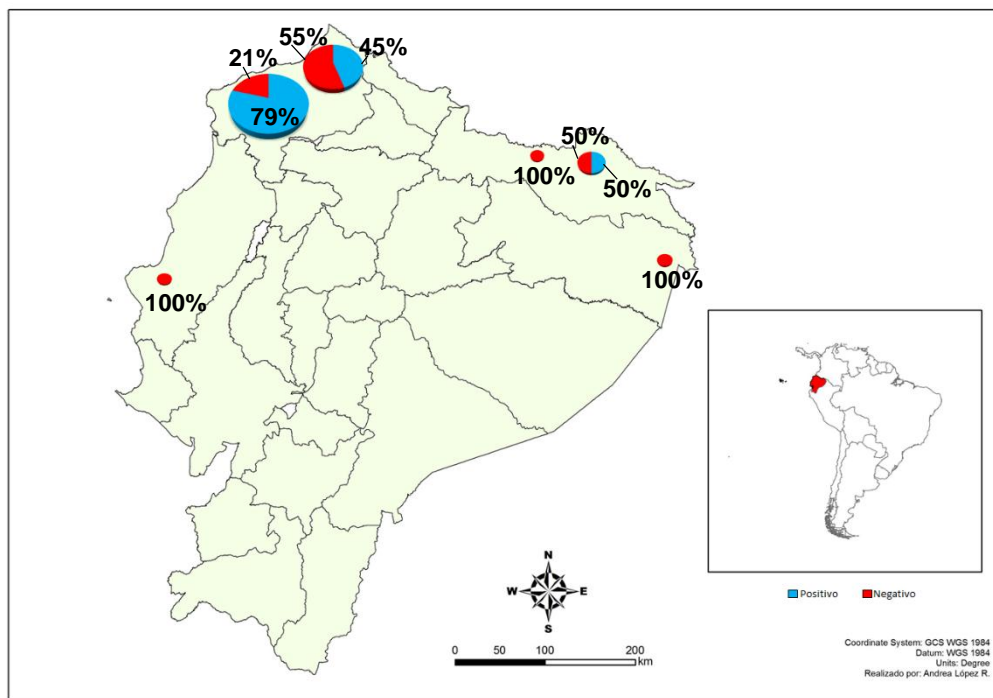 55%
45%
21%
79%
50%
100%
50%
100%
100%
N
W
E
S
0
50
100
200
km
Positivo
Negativo
Coordinate System: GCS WGS 1984
Datum: WGS 1984
Units: Degree
Realizado por: Andrea López R.